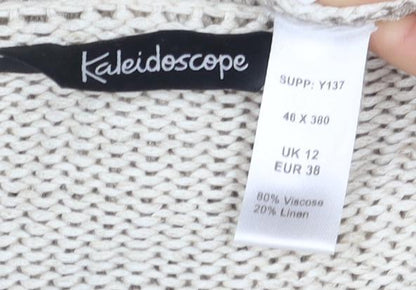 Kaleidoscope
SUPP: Y137
46 X 380
UK 12
EUR 38
80% Viscose
20% Linen